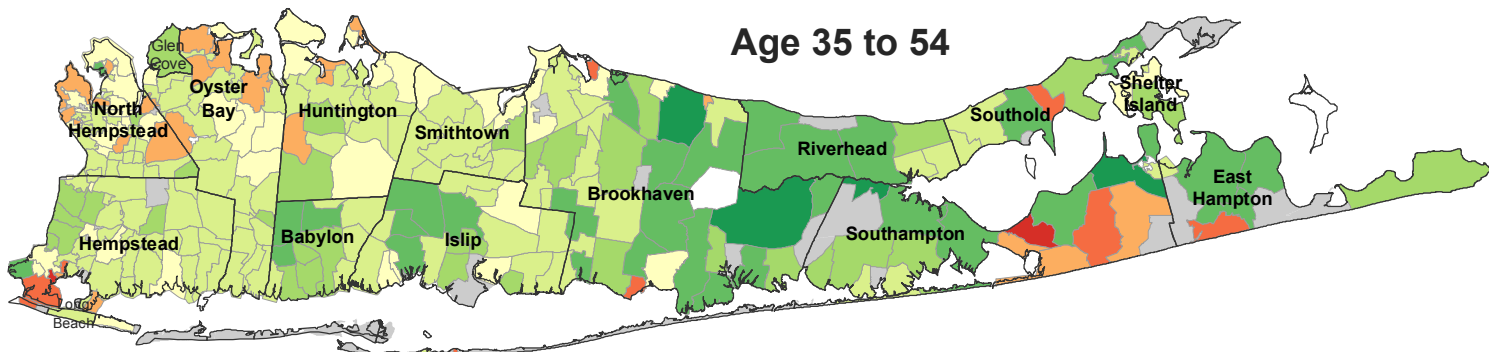 Age 35 to 54
Glen
Cove
Oyster
Bay
North
Hempstead
Huntington
Smithtown
Shelter
Island
Southold
Riverhead
Brookhaven
East
Hampton
Southampton
Hempstead
Babylon
Islip
Long
Beach